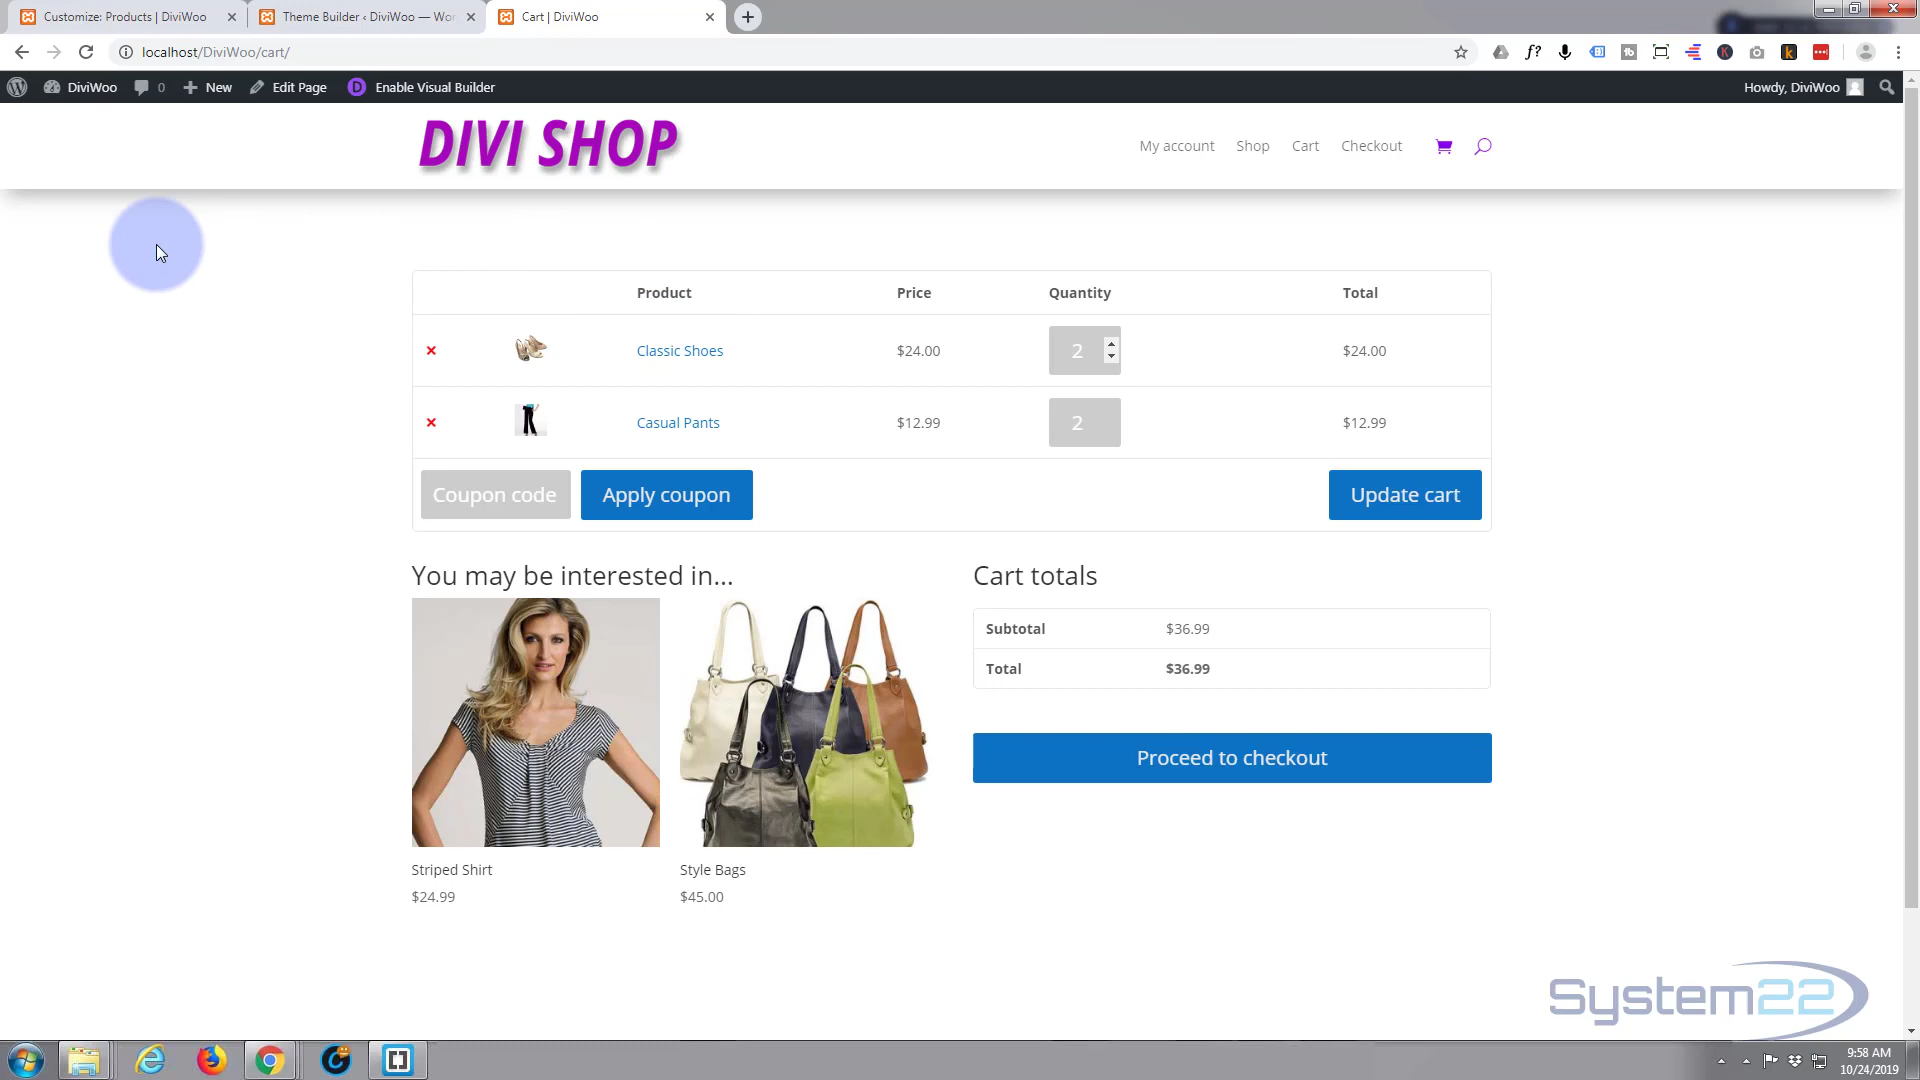 Customize: Products | DiviWoo
Theme Builder ‹ DiviWoo — Wor
Cart | DiviWoo
localhost/DiviWoo/cart/
DiviWoo
0
New
Edit Page
Enable Visual Builder
Howdy, DiviWoo
DIVI SHOP
My account
Shop
Cart
Checkout
Product
Price
Quantity
Total
Classic Shoes
$24.00
2
$24.00
Casual Pants
$12.99
2
$12.99
Coupon code
Apply coupon
Update cart
You may be interested in...
Cart totals
Subtotal
$36.99
Total
$36.99
Proceed to checkout
Striped Shirt
Style Bags
$24.99
$45.00
System22
9:58 AM
10/24/2019